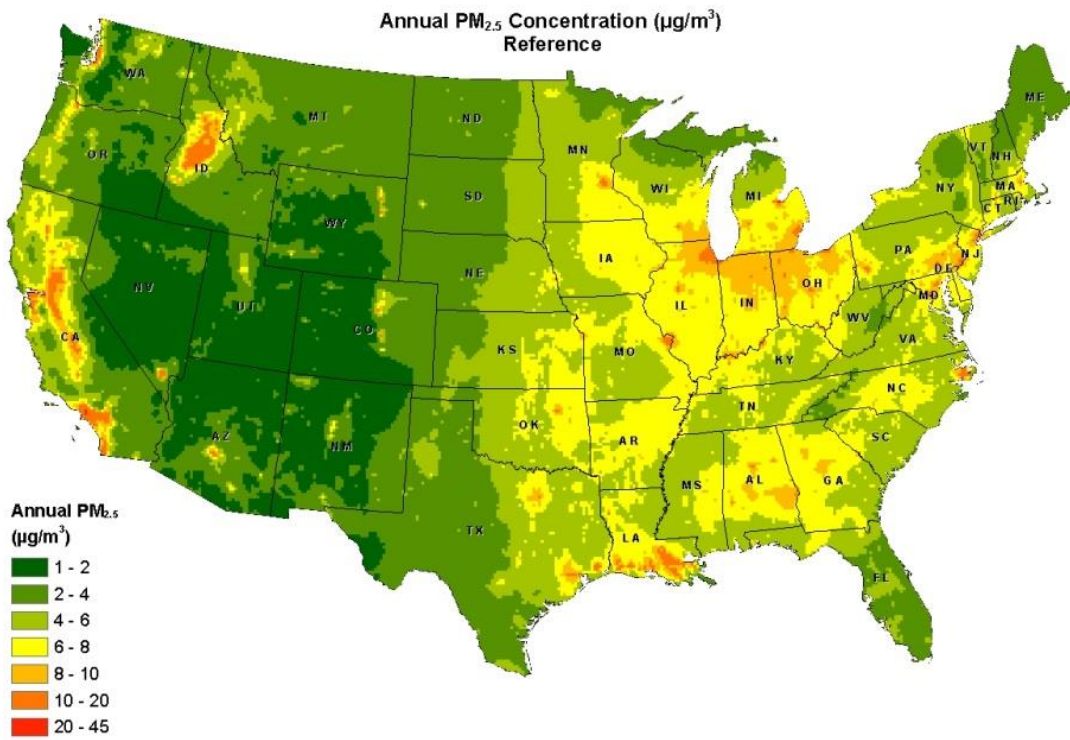 Annual PM₂.₅ Concentration (µg/m³)
Reference
WA
MT
ND
MN
ME
OR
ID
SD
WI
MI
VT
NH
NY
MA
CT
RI
WY
NE
IA
PA
NJ
NV
UT
CO
IL
IN
OH
DE
MD
CA
KS
MO
WV
VA
KY
AZ
NM
OK
AR
TN
NC
SC
TX
LA
MS
AL
GA
FL
Annual PM₂.₅
(µg/m³)
1 - 2
2 - 4
4 - 6
6 - 8
8 - 10
10 - 20
20 - 45